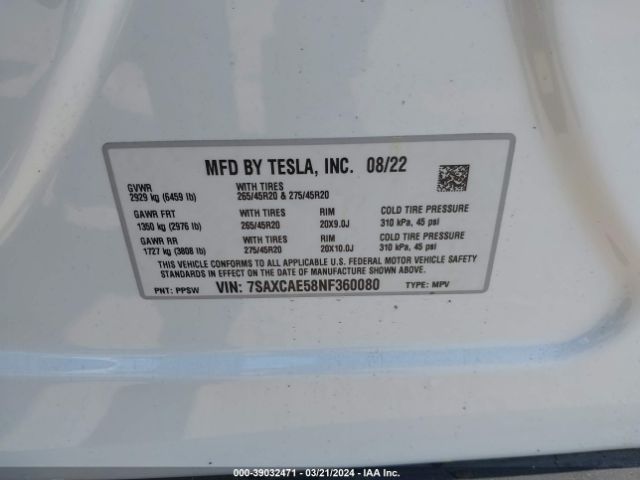 MFD BY TESLA, INC. 08/22
GVWR
2929 kg (6459 lb)
WITH TIRES
265/45R20 & 275/45R20
GAWR FRT
1350 kg (2976 lb)
WITH TIRES
265/45R20
RIM
20X9.0J
COLD TIRE PRESSURE
310 kPa, 45 psi
GAWR RR
1727 kg (3808 lb)
WITH TIRES
275/45R20
RIM
20X10.0J
COLD TIRE PRESSURE
310 kPa, 45 psi
THIS VEHICLE CONFORMS TO ALL APPLICABLE U.S. FEDERAL MOTOR VEHICLE SAFETY
STANDARDS IN EFFECT ON THE DATE OF MANUFACTURE SHOWN ABOVE.
PNT: PPSW VIN: 7SAXCAE58NF360080 TYPE: MPV
000-39032471 - 03/21/2024 - IAA Inc.